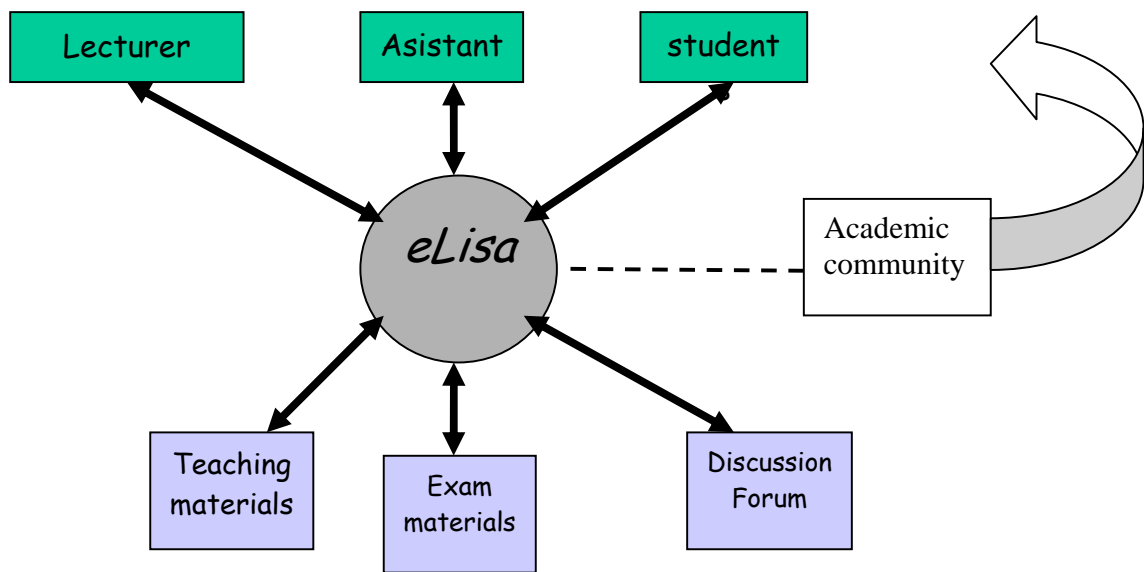 Lecturer
Asistant
student
eLisa
Academic
community
Teaching
materials
Exam
materials
Discussion
Forum